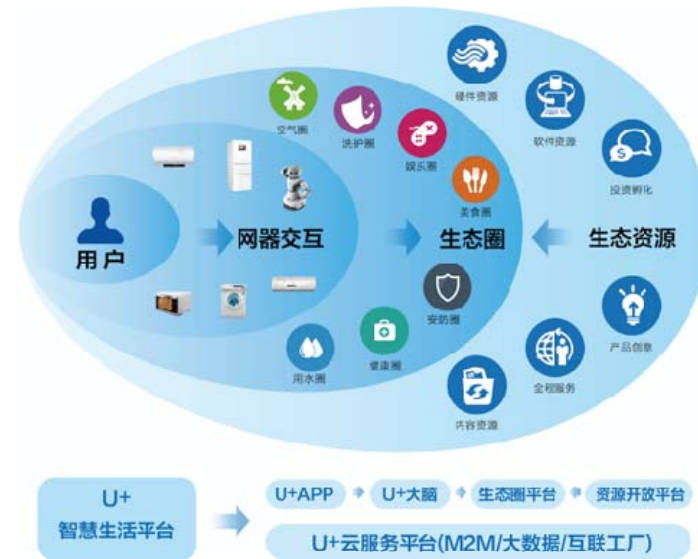 硬件资源
空气圈
洗护圈
软件资源
娱乐圈
投资孵化
美食圈
用户
网器交互
生态圈
生态资源
安防圈
产品创意
用水圈
健康圈
全程服务
内容资源
U+
智慧生活平台
U+APP
U+大脑
生态圈平台
资源开放平台
U+云服务平台(M2M/大数据/互联工厂)